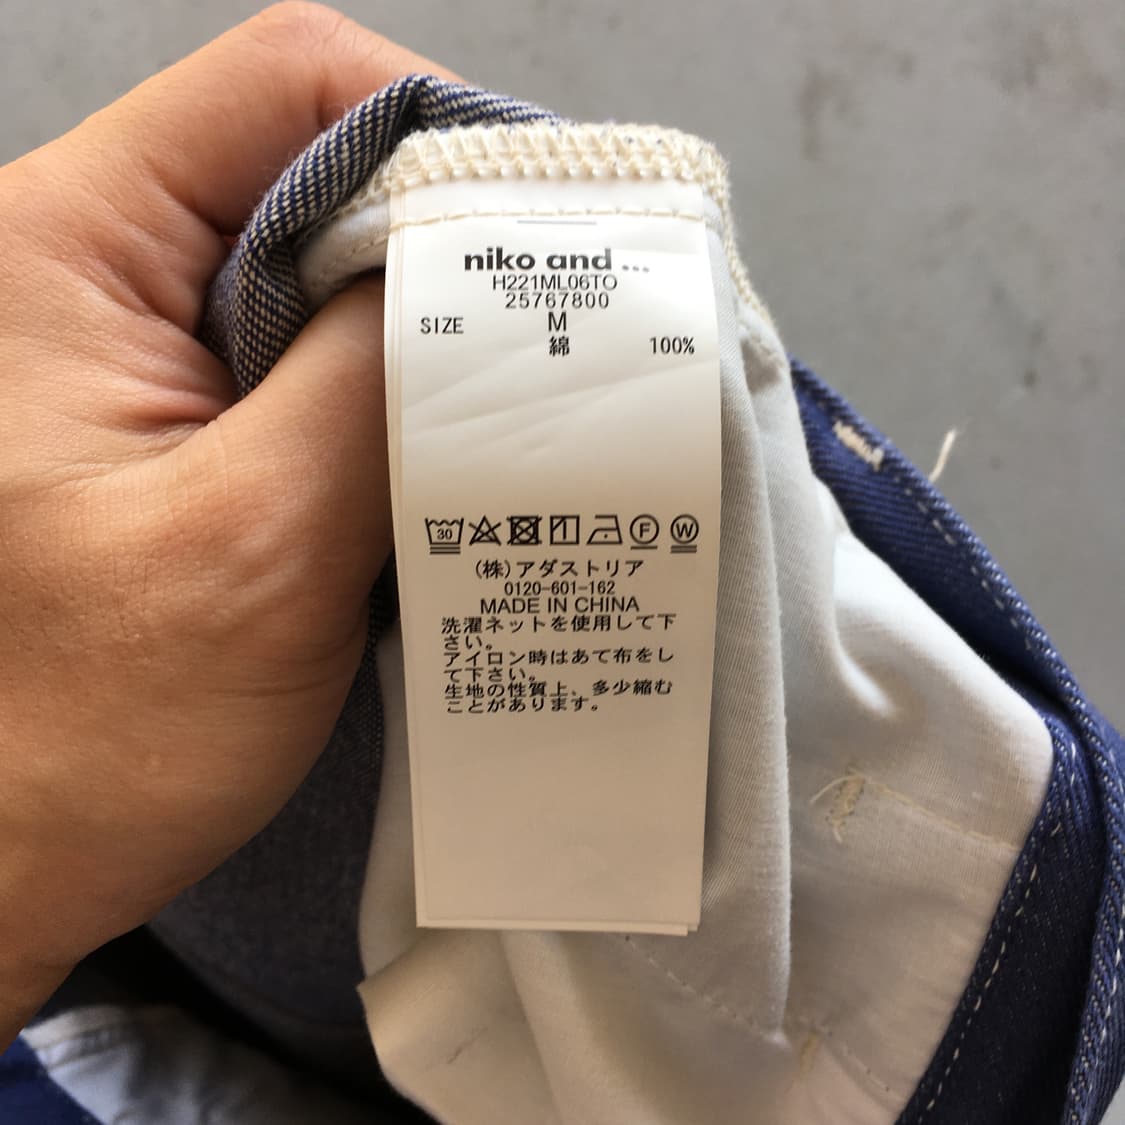 niko and ...
H221ML06TO
25767800
SIZE M
綿 100%
30 F W
(株)アダストリア
0120-601-162
MADE IN CHINA
洗濯ネットを使用して下
さい。
アイロン時はあて布をし
て下さい。
生地の性質上、多少縮む
ことがあります。